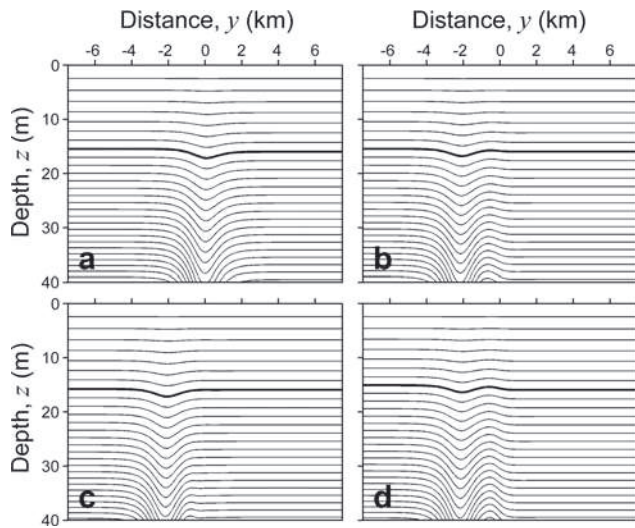 Distance, y (km) Distance, y (km)
-6 -4 -2 0 2 4 6 -6 -4 -2 0 2 4 6
0
10
20
30
40
Depth, z (m)
a b
0
10
20
30
40
Depth, z (m)
c d